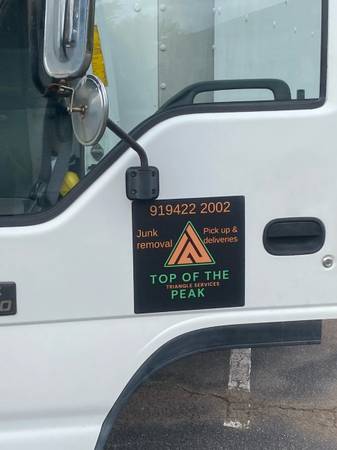 919422 2002
Junk removal
Pick up & deliveries
TOP OF THE
TRIANGLE SERVICES
PEAK